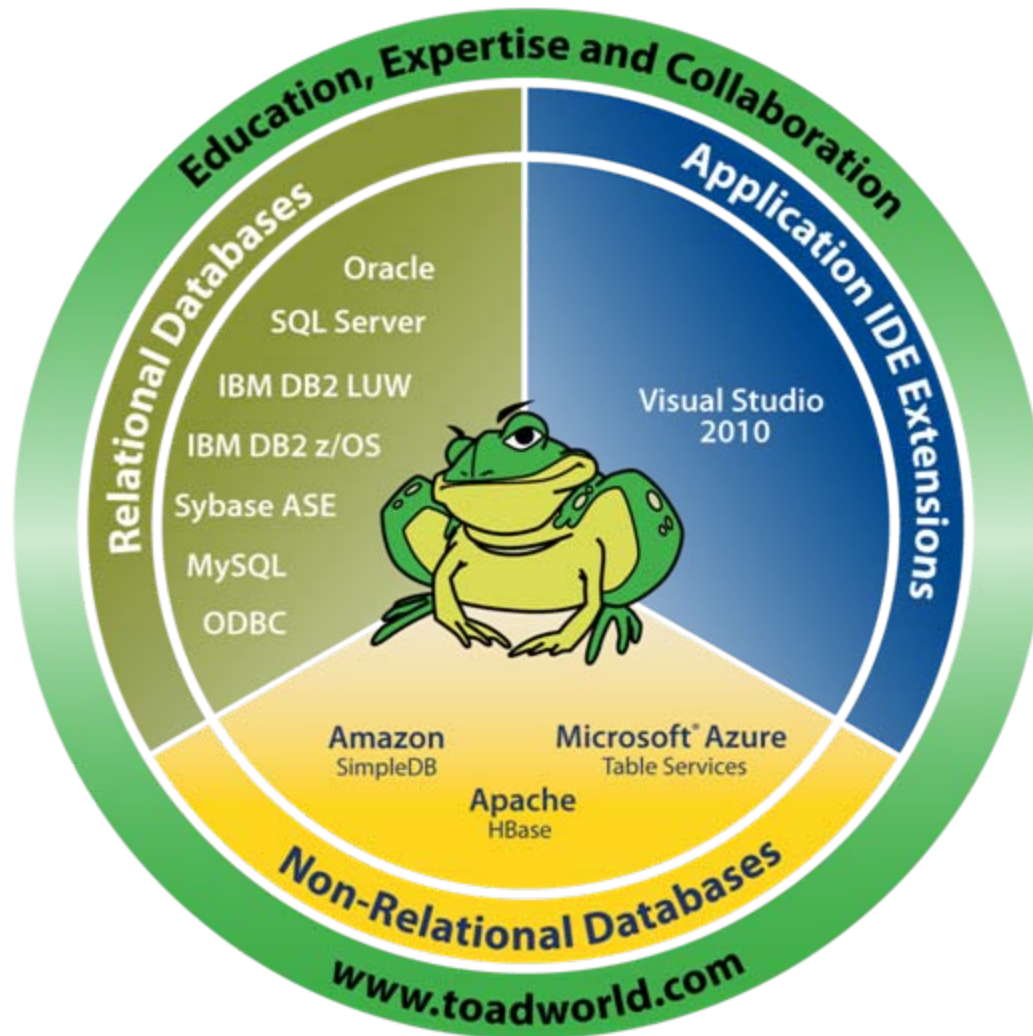 Education, Expertise and Collaboration
Relational Databases
Oracle
SQL Server
IBM DB2 LUW
IBM DB2 z/OS
Sybase ASE
MySQL
ODBC
Application IDE Extensions
Visual Studio
2010
Amazon
SimpleDB
Microsoft® Azure
Table Services
Apache
HBase
Non-Relational Databases
www.toadworld.com